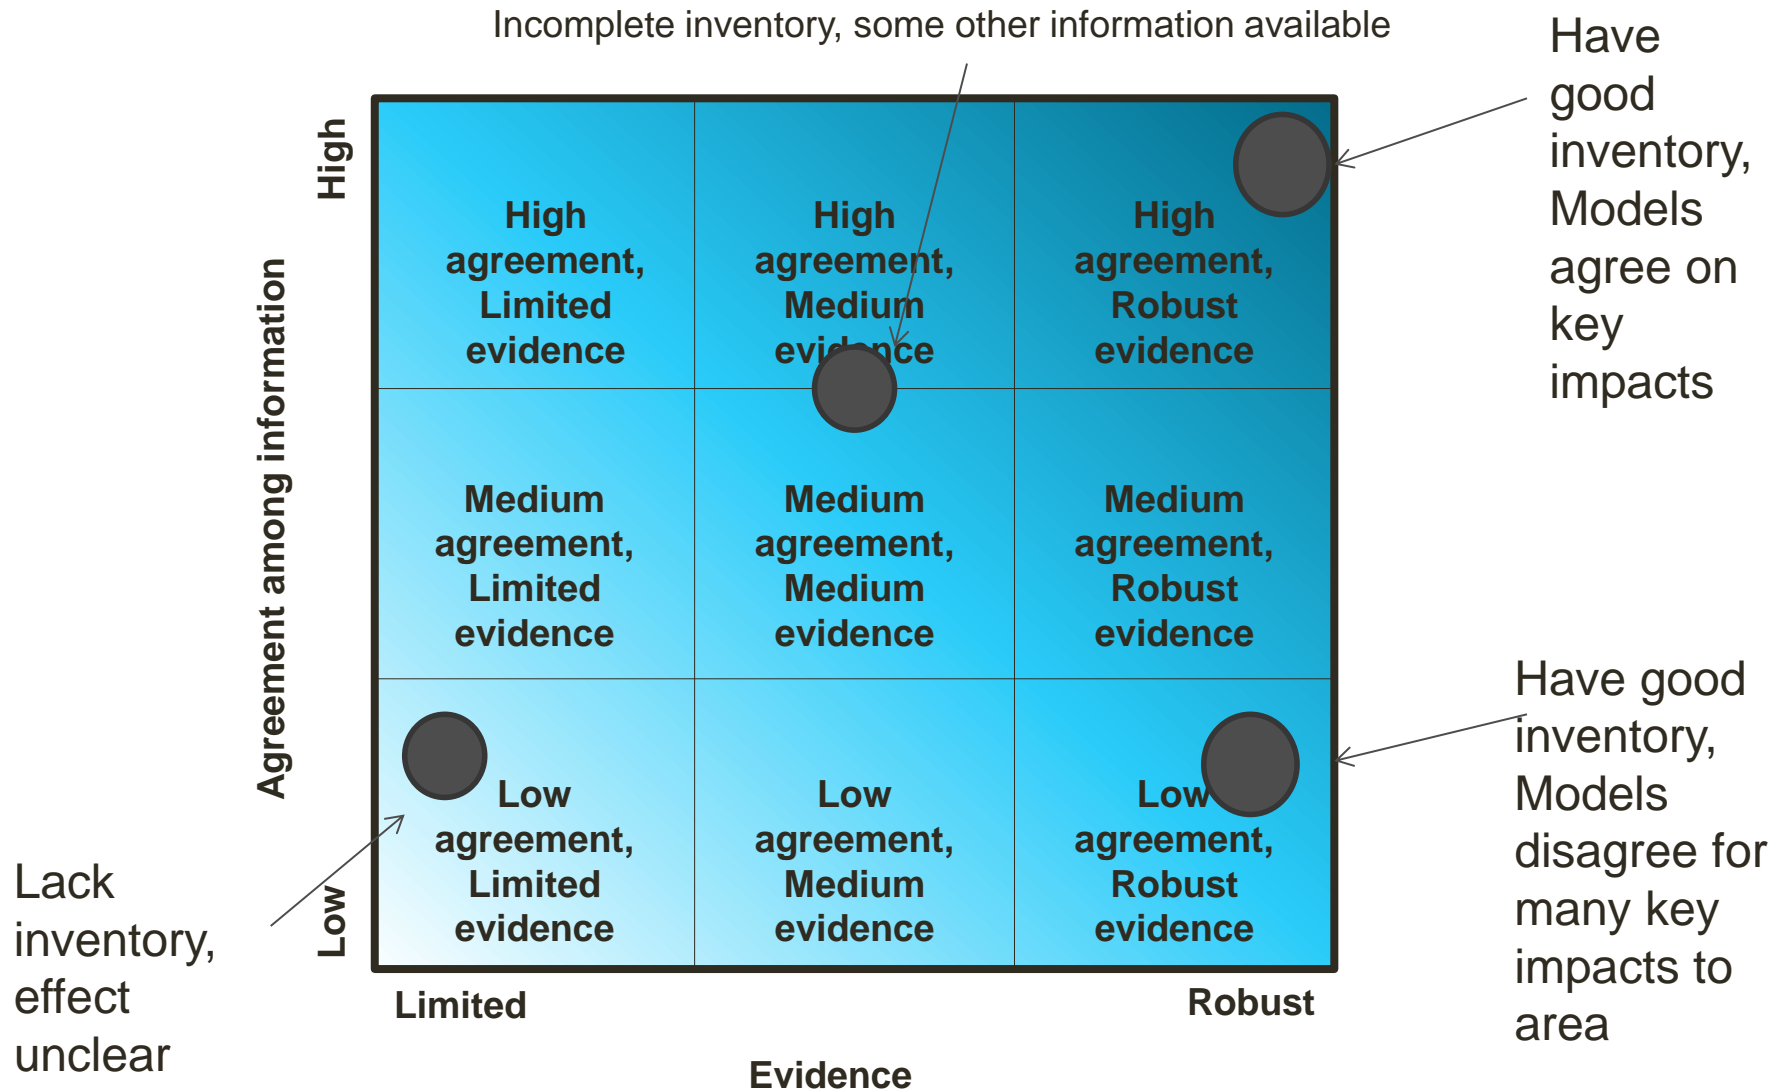 Incomplete inventory, some other information available
Have
good
inventory,
Models
agree on
key
impacts
High
Agreement among information
Low
High
agreement,
Limited
evidence
High
agreement,
Medium
evidence
High
agreement,
Robust
evidence
Medium
agreement,
Limited
evidence
Medium
agreement,
Medium
evidence
Medium
agreement,
Robust
evidence
Low
agreement,
Limited
evidence
Low
agreement,
Medium
evidence
Low
agreement,
Robust
evidence
Have good
inventory,
Models
disagree for
many key
impacts to
area
Lack
inventory,
effect
unclear
Limited
Robust
Evidence